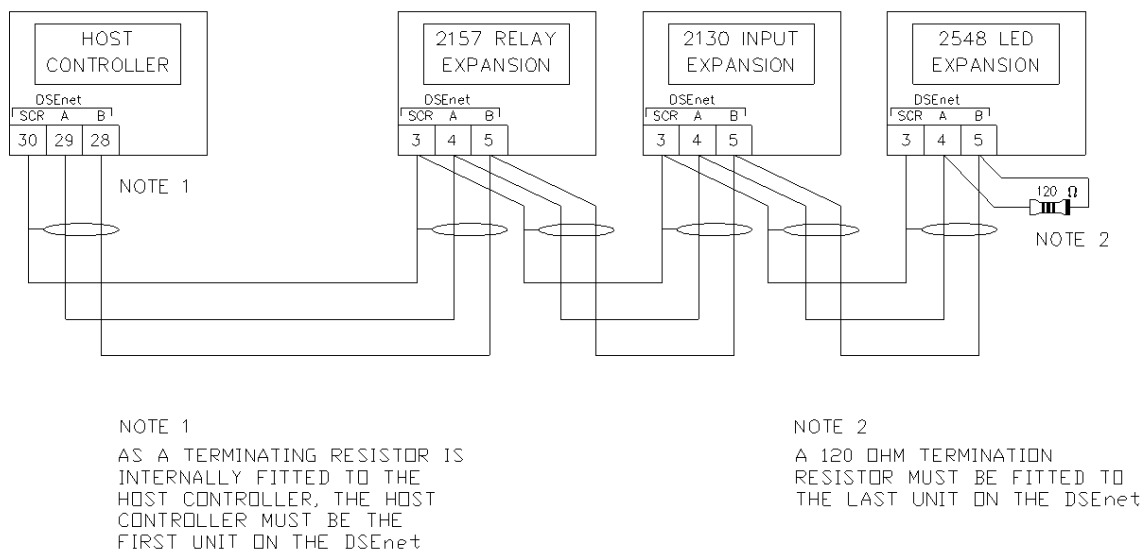 HOST CONTROLLER
2157 RELAY EXPANSION
2130 INPUT EXPANSION
2548 LED EXPANSION
DSEnet
SCR A B
30 29 28
DSEnet
SCR A B
3 4 5
DSEnet
SCR A B
3 4 5
DSEnet
SCR A B
3 4 5
NOTE 1
120 Ω
NOTE 2
NOTE 1
AS A TERMINATING RESISTOR IS
INTERNALLY FITTED TO THE
HOST CONTROLLER, THE HOST
CONTROLLER MUST BE THE
FIRST UNIT ON THE DSEnet
NOTE 2
A 120 OHM TERMINATION
RESISTOR MUST BE FITTED TO
THE LAST UNIT ON THE DSEnet